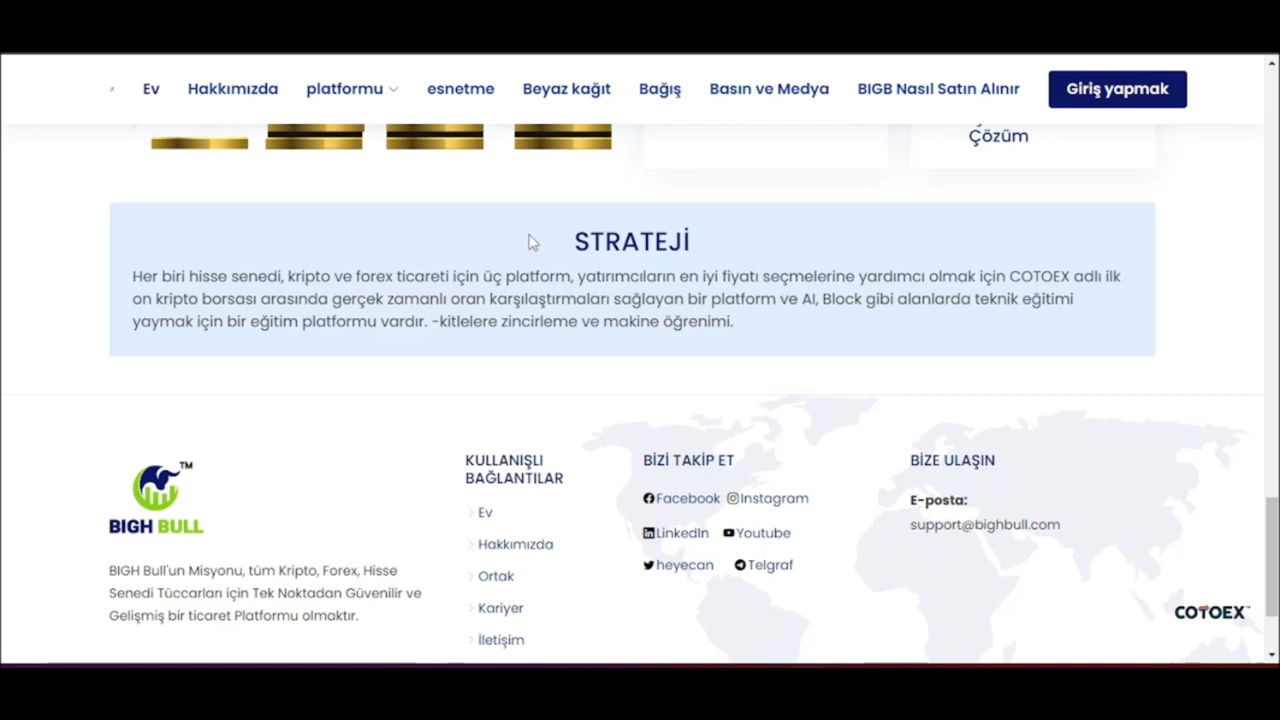 Ev Hakkımızda platformu esnetme Beyaz kağıt Bağış Basın ve Medya BIGB Nasıl Satın Alınır Giriş yapmak
Çözüm
STRATEJİ
Her biri hisse senedi, kripto ve forex ticareti için üç platform, yatırımcıların en iyi fiyatı seçmelerine yardımcı olmak için COTOEX adlı ilk
on kripto borsası arasında gerçek zamanlı oran karşılaştırmaları sağlayan bir platform ve AI, Block gibi alanlarda teknik eğitimi
yaymak için bir eğitim platformu vardır. -kitlelere zincirleme ve makine öğrenimi.
TM
BIGH BULL
BIGH Bull'un Misyonu, tüm Kripto, Forex, Hisse
Senedi Tüccarları için Tek Noktadan Güvenilir ve
Gelişmiş bir ticaret Platformu olmaktır.
KULLANIŞLI
BAĞLANTILAR
Ev
Hakkımızda
Ortak
Kariyer
İletişim
BİZİ TAKİP ET
Facebook Instagram
LinkedIn Youtube
heyecan Telgraf
BİZE ULAŞIN
E-posta:
support@bighbull.com
COTOEX